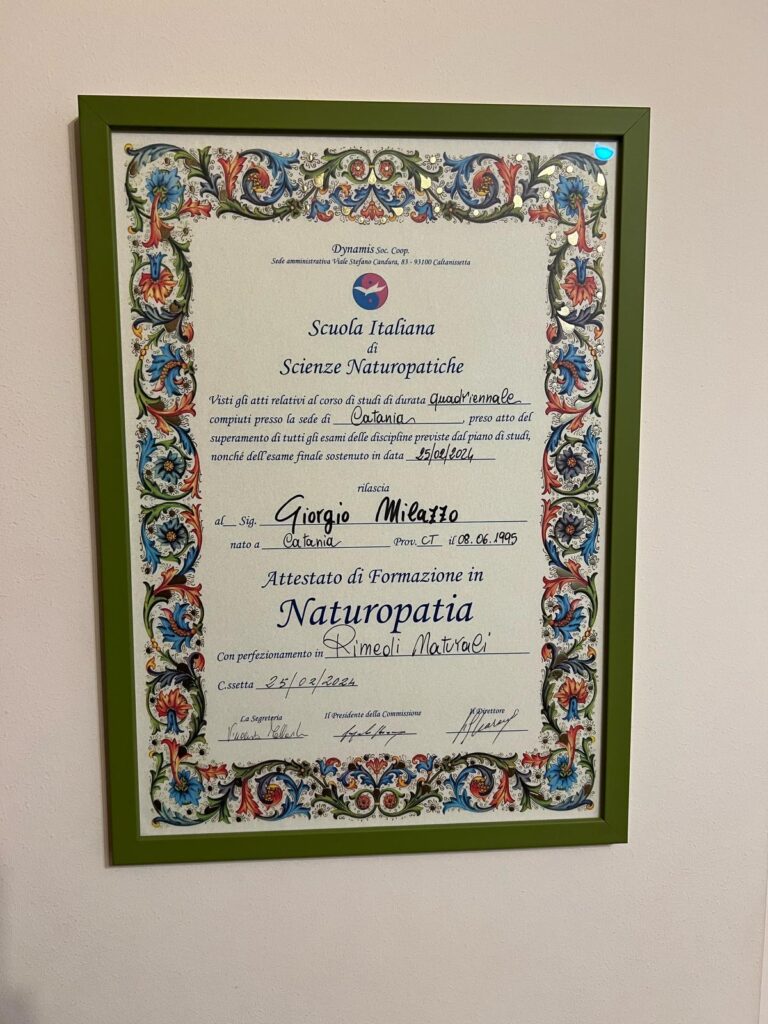 Dynamis Soc. Coop.
Sede amministrativa Viale Stefano Candura, 83 - 93100 Caltanissetta
Scuola Italiana
di
Scienze Naturopatiche
Visti gli atti relativi al corso di studi di durata quadriennale
compiuti presso la sede di Catania, preso atto del
superamento di tutti gli esami delle discipline previste dal piano di studi,
nonché dell'esame finale sostenuto in data 25/02/2024
rilascia
al Sig. Giorgio Milazzo
nato a Catania Prov. CT il 08.06.1995
Attestato di Formazione in
Naturopatia
Con perfezionamento in Rimedi Naturali
C.ssetta 25/02/2024
La Segreteria Il Presidente della Commissione Il Direttore